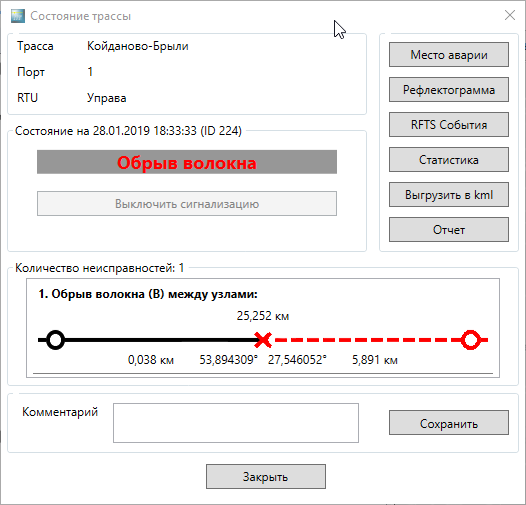 Состояние трассы
Трасса Койданово-Брыли
Порт 1
RTU Управа
Место аварии
Рефлектограмма
RFTS События
Статистика
Выгрузить в kml
Отчет
Состояние на 28.01.2019 18:33:33 (ID 224)
Обрыв волокна
Выключить сигнализацию
Количество неисправностей: 1
1. Обрыв волокна (B) между узлами:
25,252 км
0,038 км 53,894309° 27,546052° 5,891 км
Комментарий
Сохранить
Закрыть